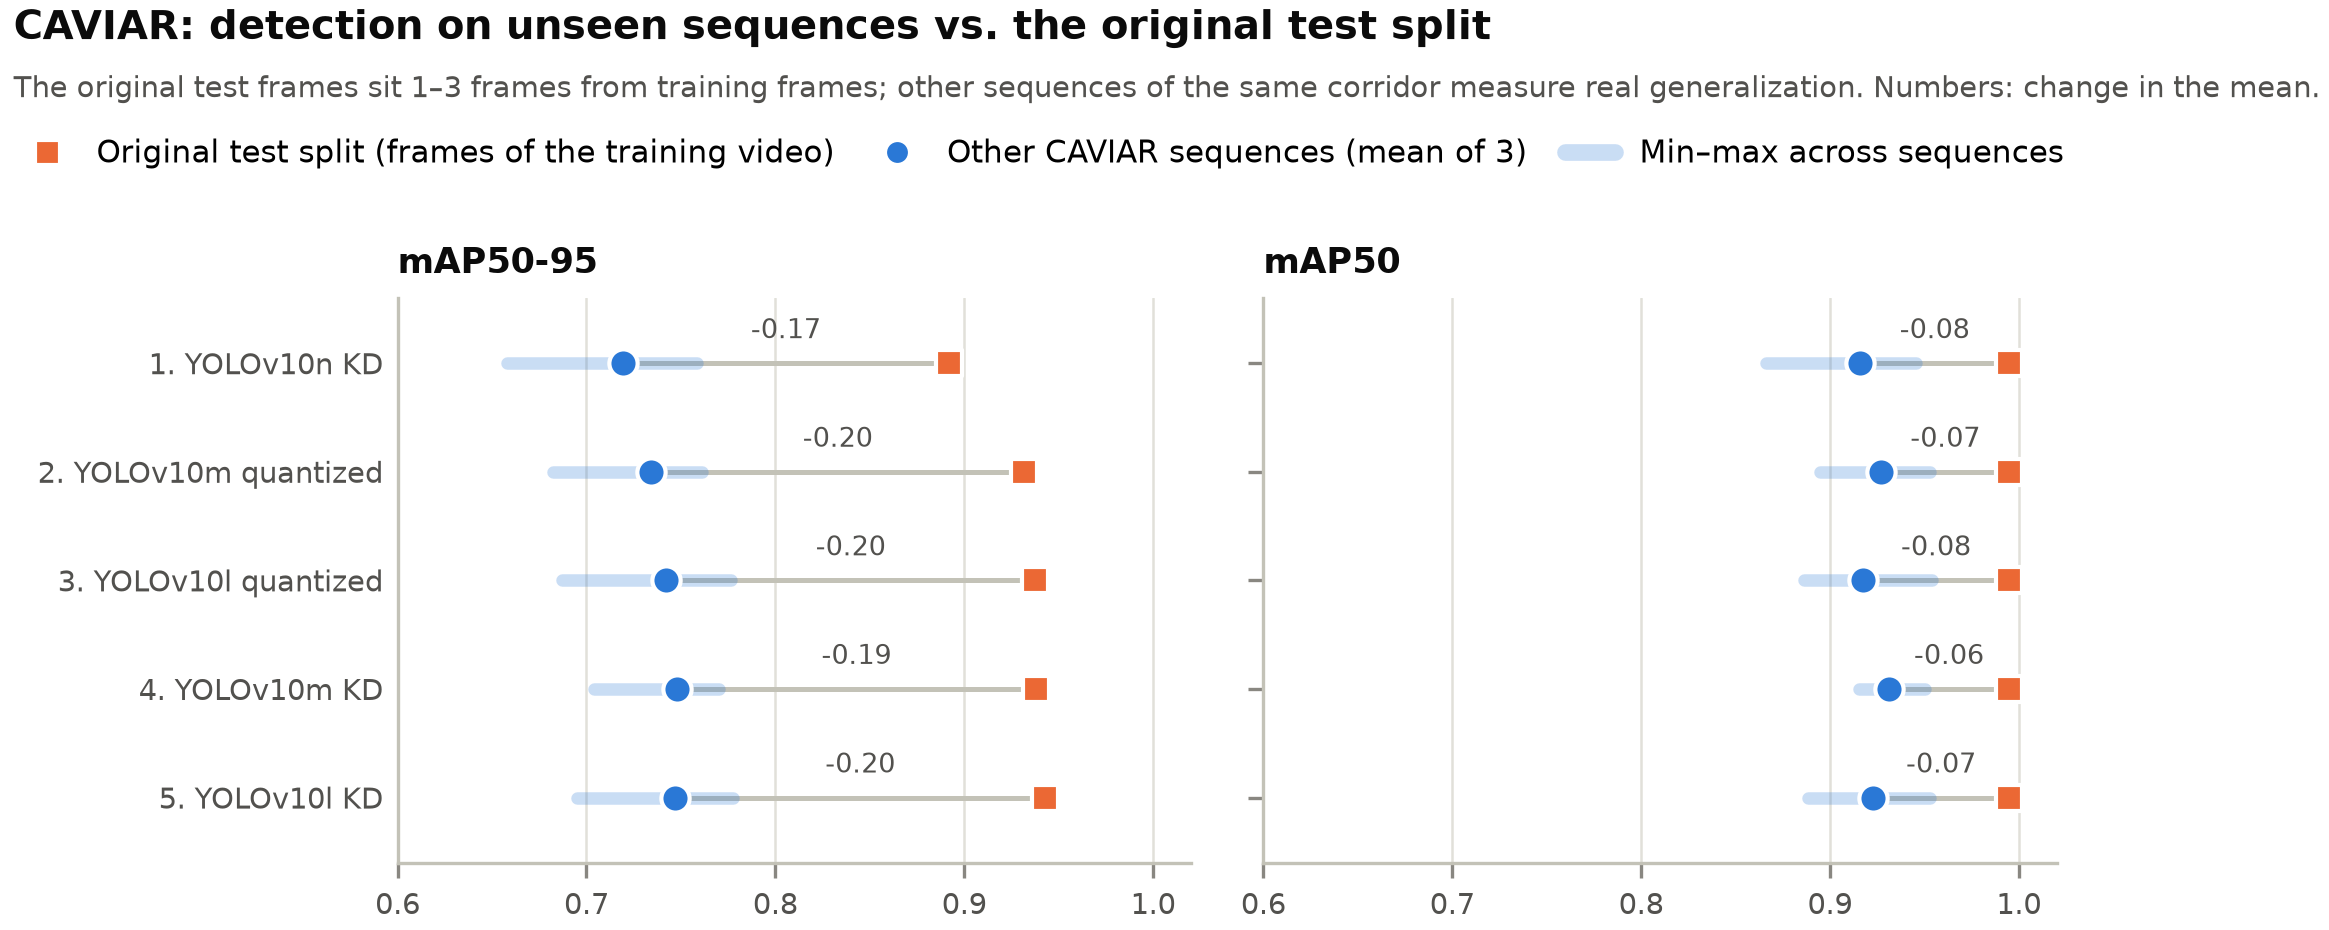 CAVIAR: detection on unseen sequences vs. the original test split
The original test frames sit 1–3 frames from training frames; other sequences of the same corridor measure real generalization. Numbers: change in the mean.
Original test split (frames of the training video) Other CAVIAR sequences (mean of 3) Min–max across sequences
mAP50-95 mAP50
-0.17 -0.08
1. YOLOv10n KD
-0.20 -0.07
2. YOLOv10m quantized
-0.20 -0.08
3. YOLOv10l quantized
-0.19 -0.06
4. YOLOv10m KD
-0.20 -0.07
5. YOLOv10l KD
0.6 0.7 0.8 0.9 1.0 0.6 0.7 0.8 0.9 1.0